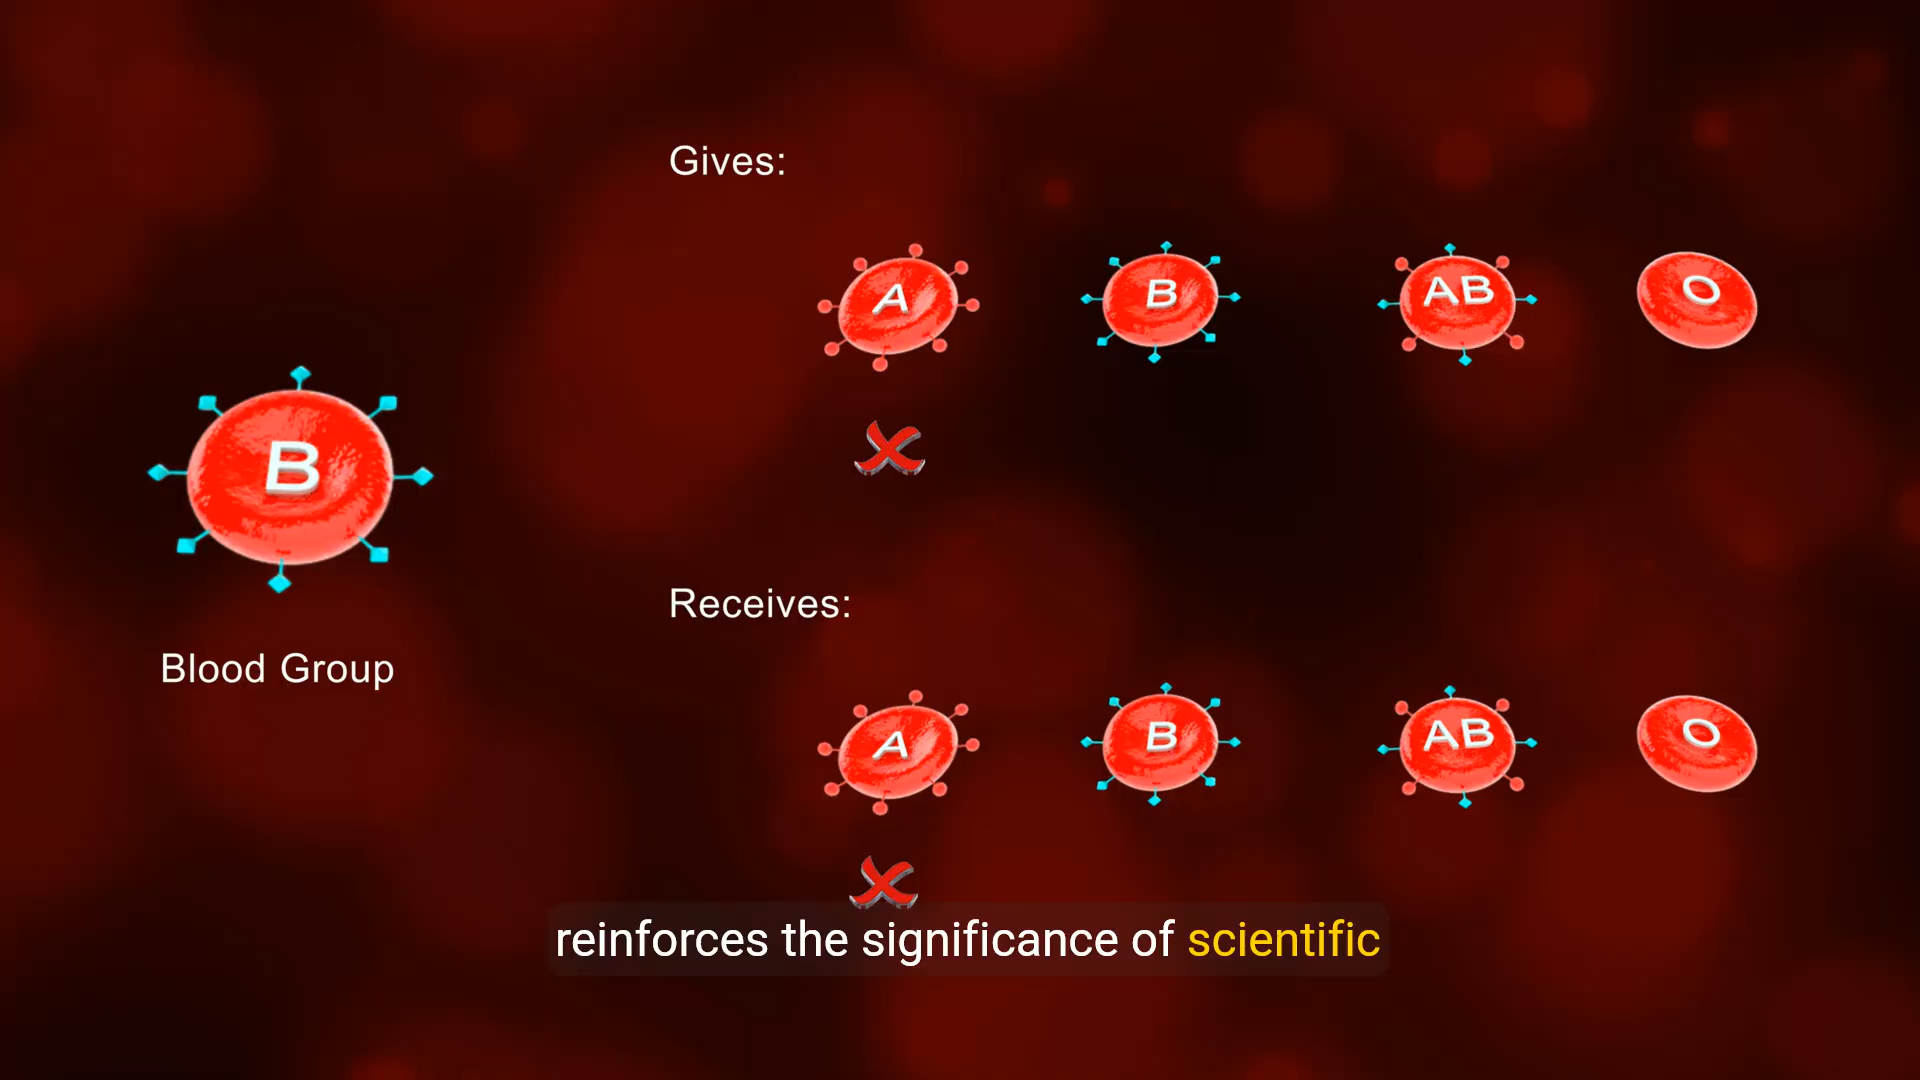 Gives:
A B AB O
B
Blood Group
Receives:
A B AB O
reinforces the significance of scientific